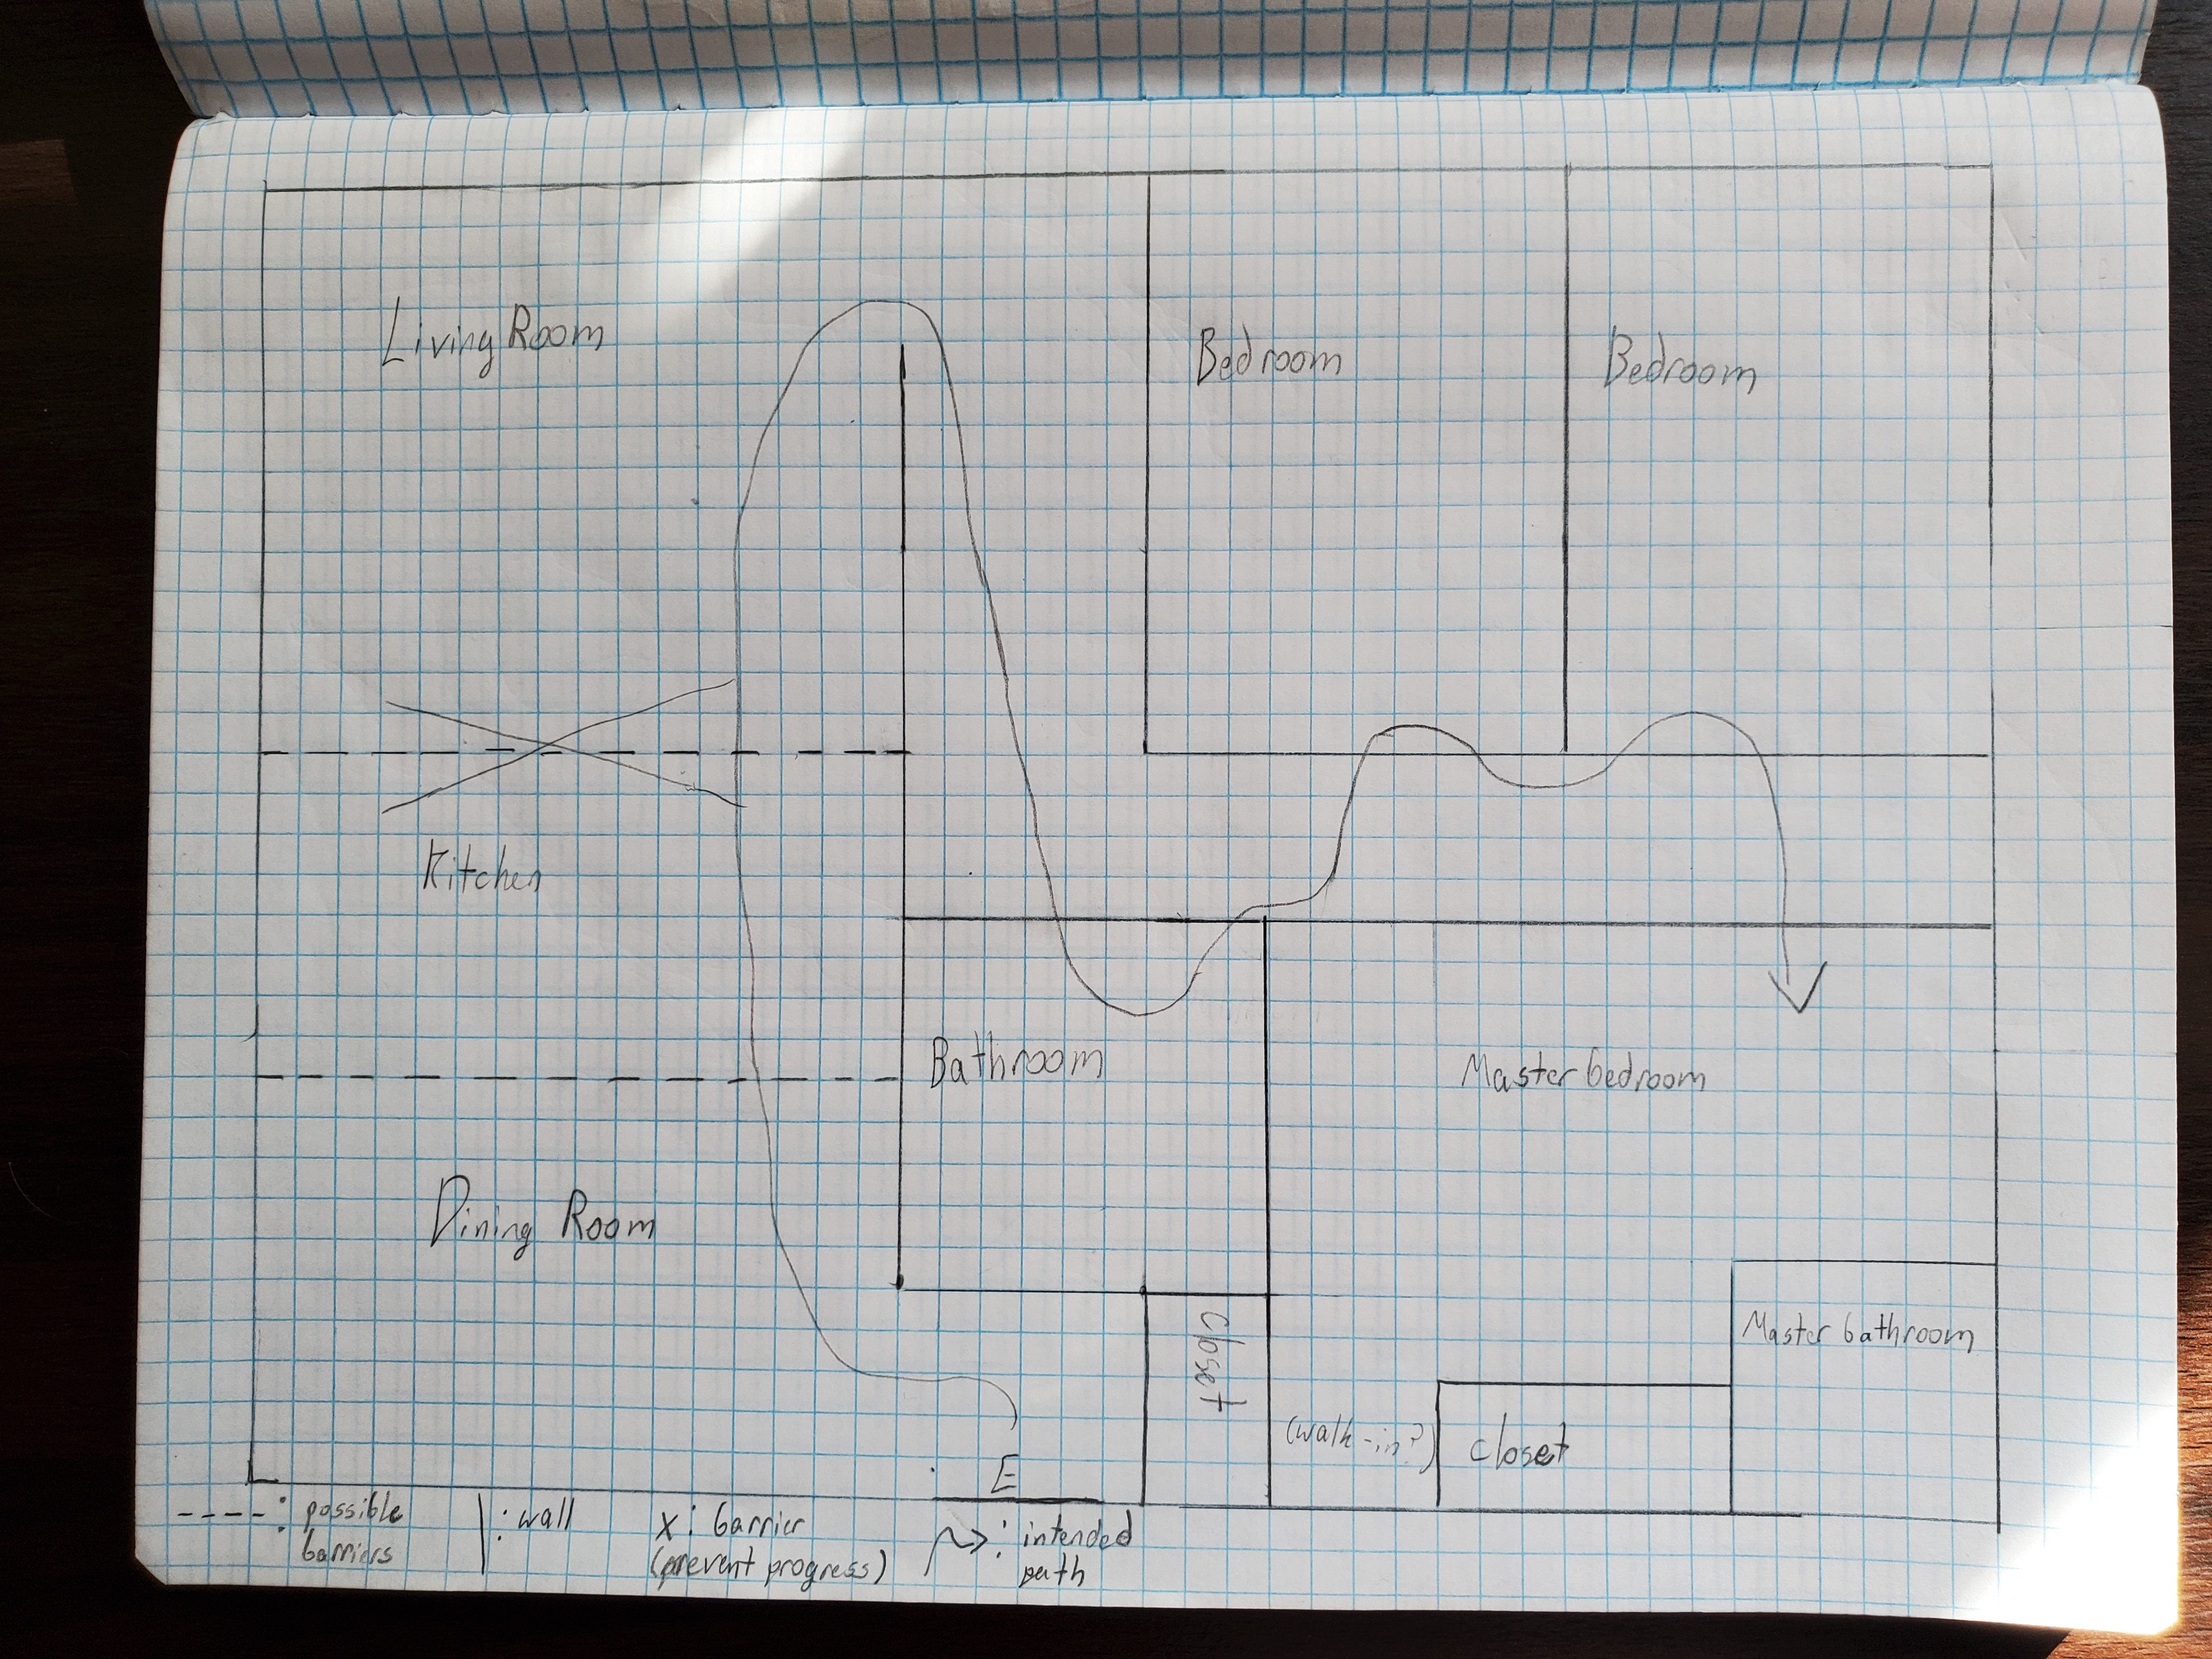 Living Room
Bedroom
Bedroom
Kitchen
Bathroom
Master bedroom
Dining Room
closet
Master bathroom
(walk-in?)
closet
E
----: possible
barriers
|: wall
X: barrier
(prevent progress)
: intended
path